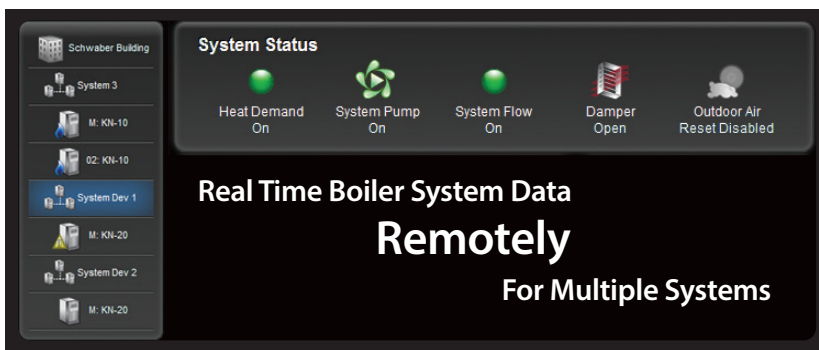 Schwaber Building
System 3
M: KN-10
02: KN-10
System Dev 1
M: KN-20
System Dev 2
M: KN-20
System Status
Heat Demand
On
System Pump
On
System Flow
On
Damper
Open
Outdoor Air
Reset Disabled
Real Time Boiler System Data
Remotely
For Multiple Systems